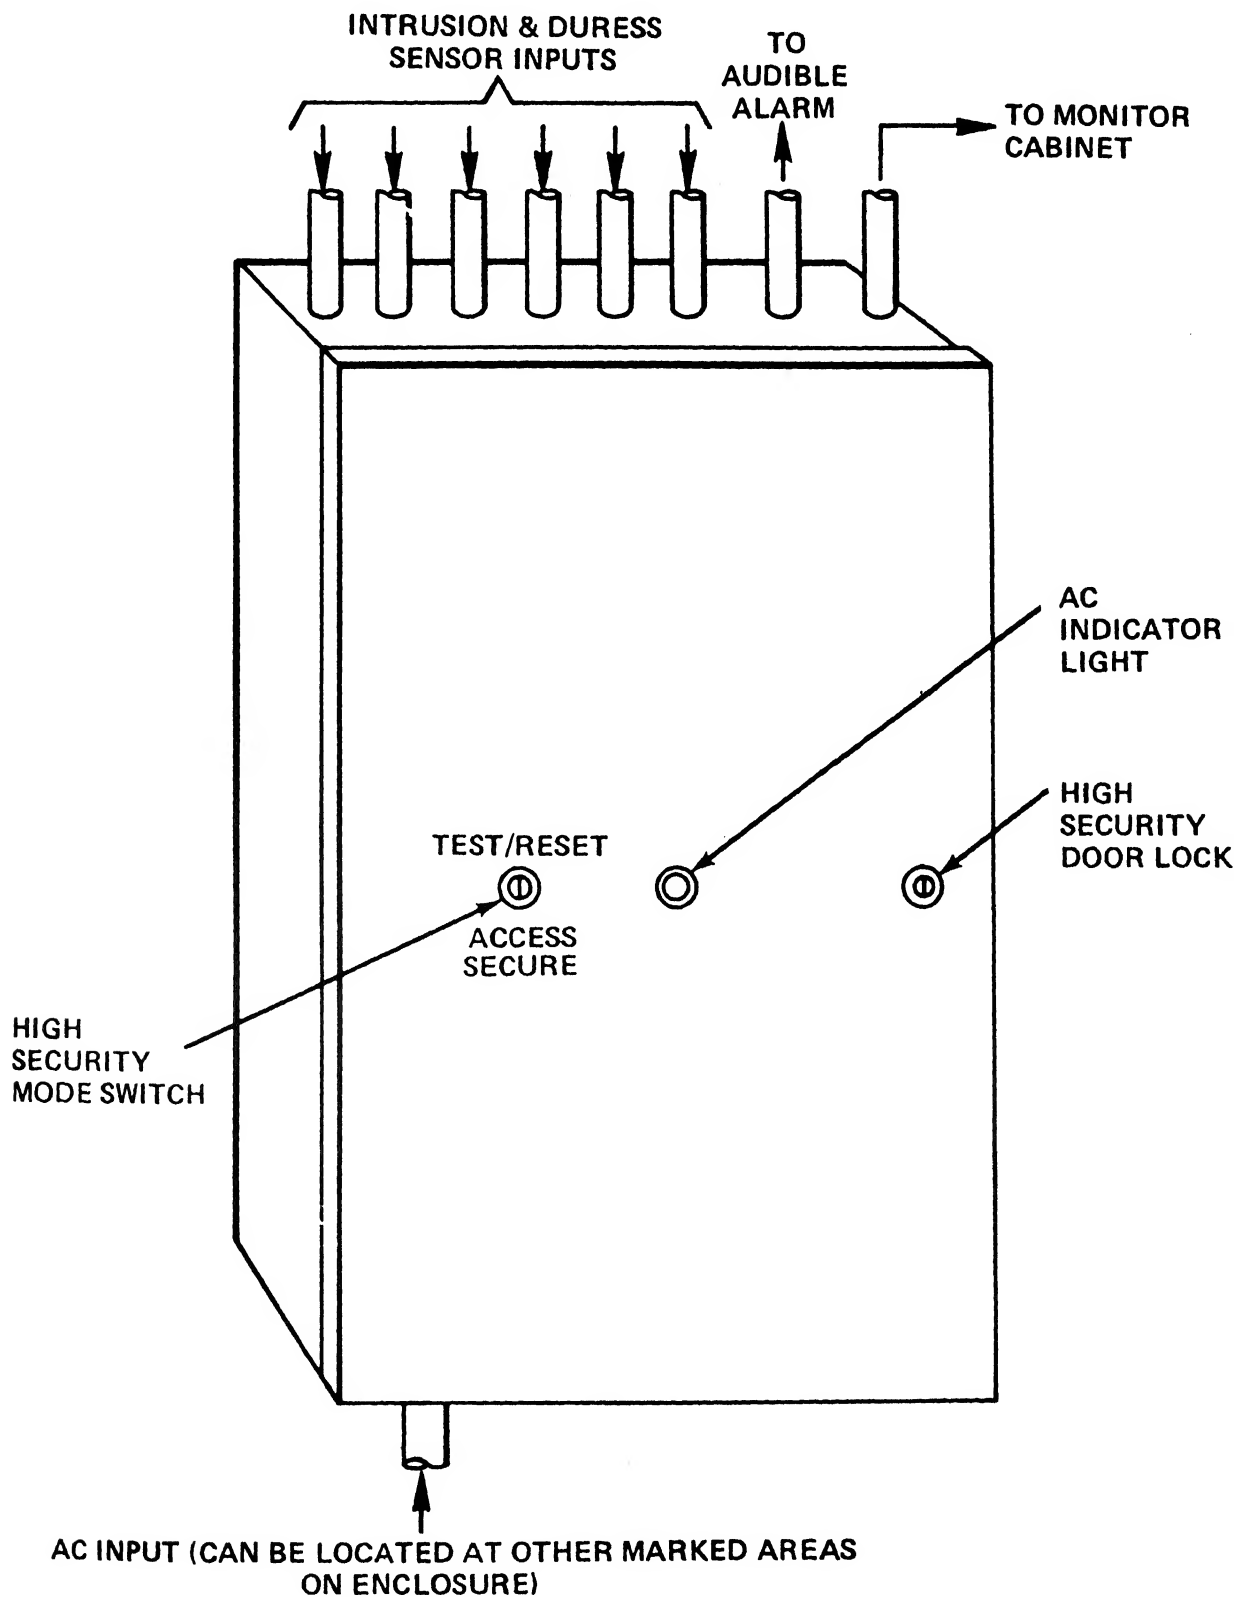 INTRUSION & DURESS
SENSOR INPUTS
TO
AUDIBLE
ALARM
TO MONITOR
CABINET
AC
INDICATOR
LIGHT
HIGH
SECURITY
DOOR LOCK
TEST/RESET
ACCESS
SECURE
HIGH
SECURITY
MODE SWITCH
AC INPUT (CAN BE LOCATED AT OTHER MARKED AREAS
ON ENCLOSURE)